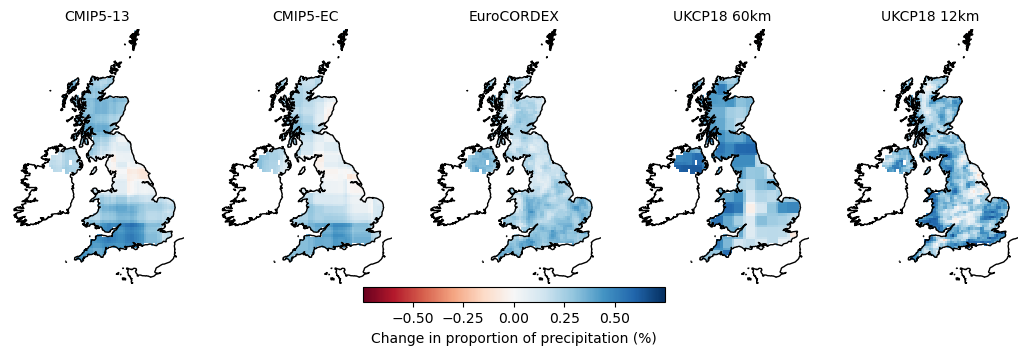 CMIP5-13
CMIP5-EC
EuroCORDEX
UKCP18 60km
UKCP18 12km
−0.50
−0.25
0.00
0.25
0.50
Change in proportion of precipitation (%)